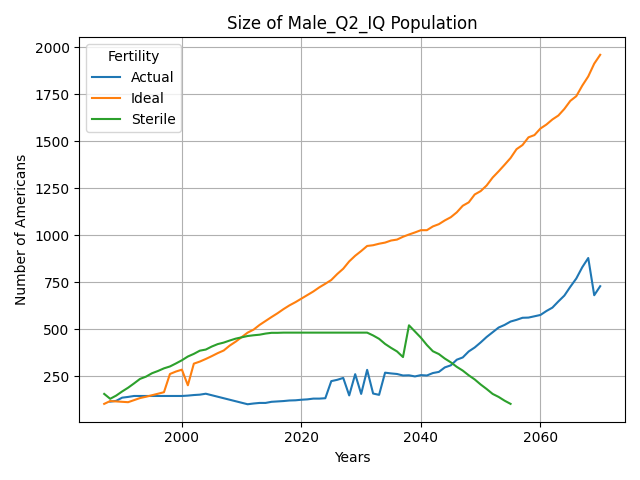 Size of Male_Q2_IQ Population
Fertility
Actual
Ideal
Sterile
2000
1750
1500
1250
1000
750
500
250
Number of Americans
2000
2020
2040
2060
Years